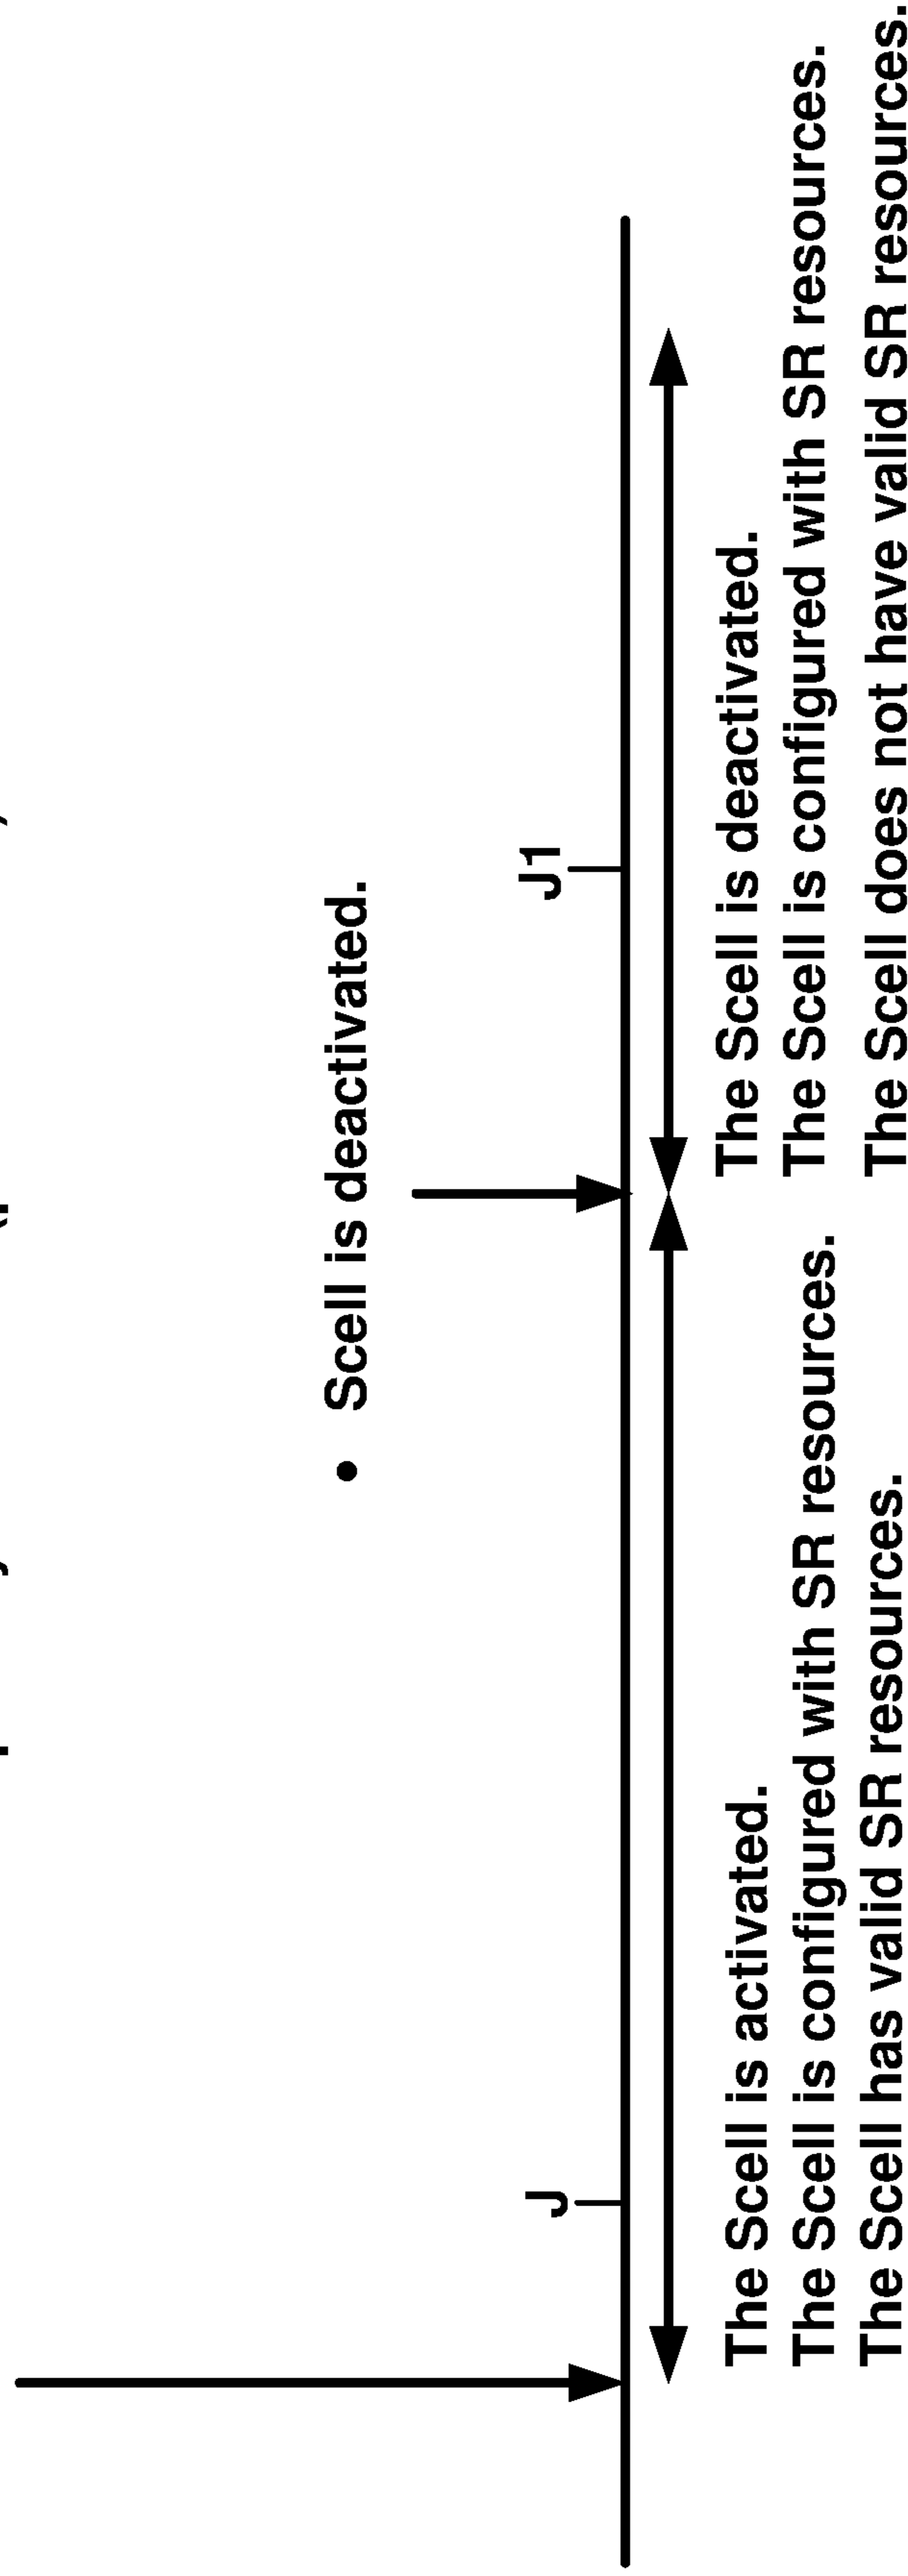 • Scell is deactivated.
J
J1
The Scell is activated.
The Scell is configured with SR resources.
The Scell has valid SR resources.
The Scell is deactivated.
The Scell is configured with SR resources.
The Scell does not have valid SR resources.